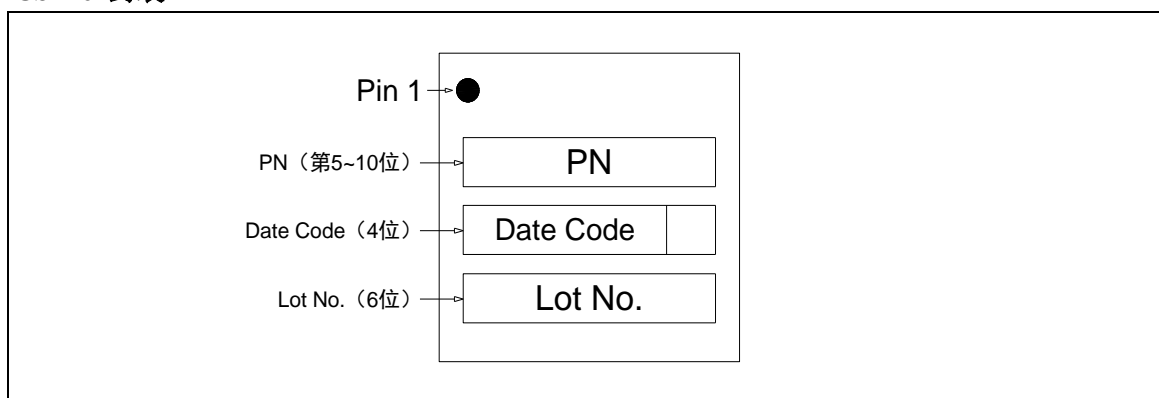 Pin 1
PN（第5~10位）
PN
Date Code（4位）
Date Code
Lot No.（6位）
Lot No.